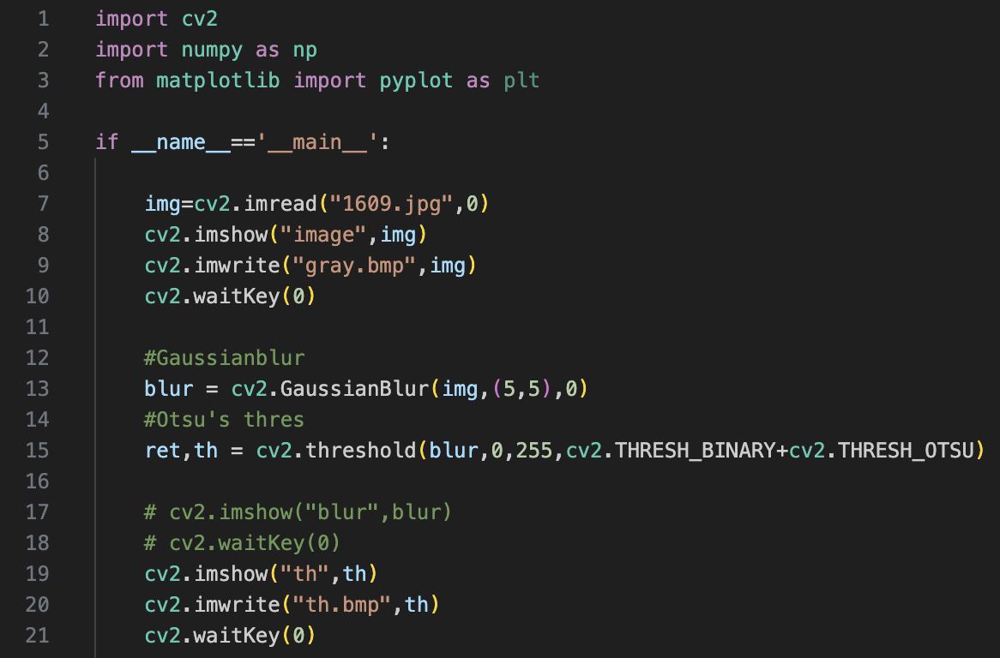 1 import cv2
2 import numpy as np
3 from matplotlib import pyplot as plt
4
5 if __name__=='__main__':
6
7     img=cv2.imread("1609.jpg",0)
8     cv2.imshow("image",img)
9     cv2.imwrite("gray.bmp",img)
10     cv2.waitKey(0)
11
12     #Gaussianblur
13     blur = cv2.GaussianBlur(img,(5,5),0)
14     #Otsu's thres
15     ret,th = cv2.threshold(blur,0,255,cv2.THRESH_BINARY+cv2.THRESH_OTSU)
16
17     # cv2.imshow("blur",blur)
18     # cv2.waitKey(0)
19     cv2.imshow("th",th)
20     cv2.imwrite("th.bmp",th)
21     cv2.waitKey(0)